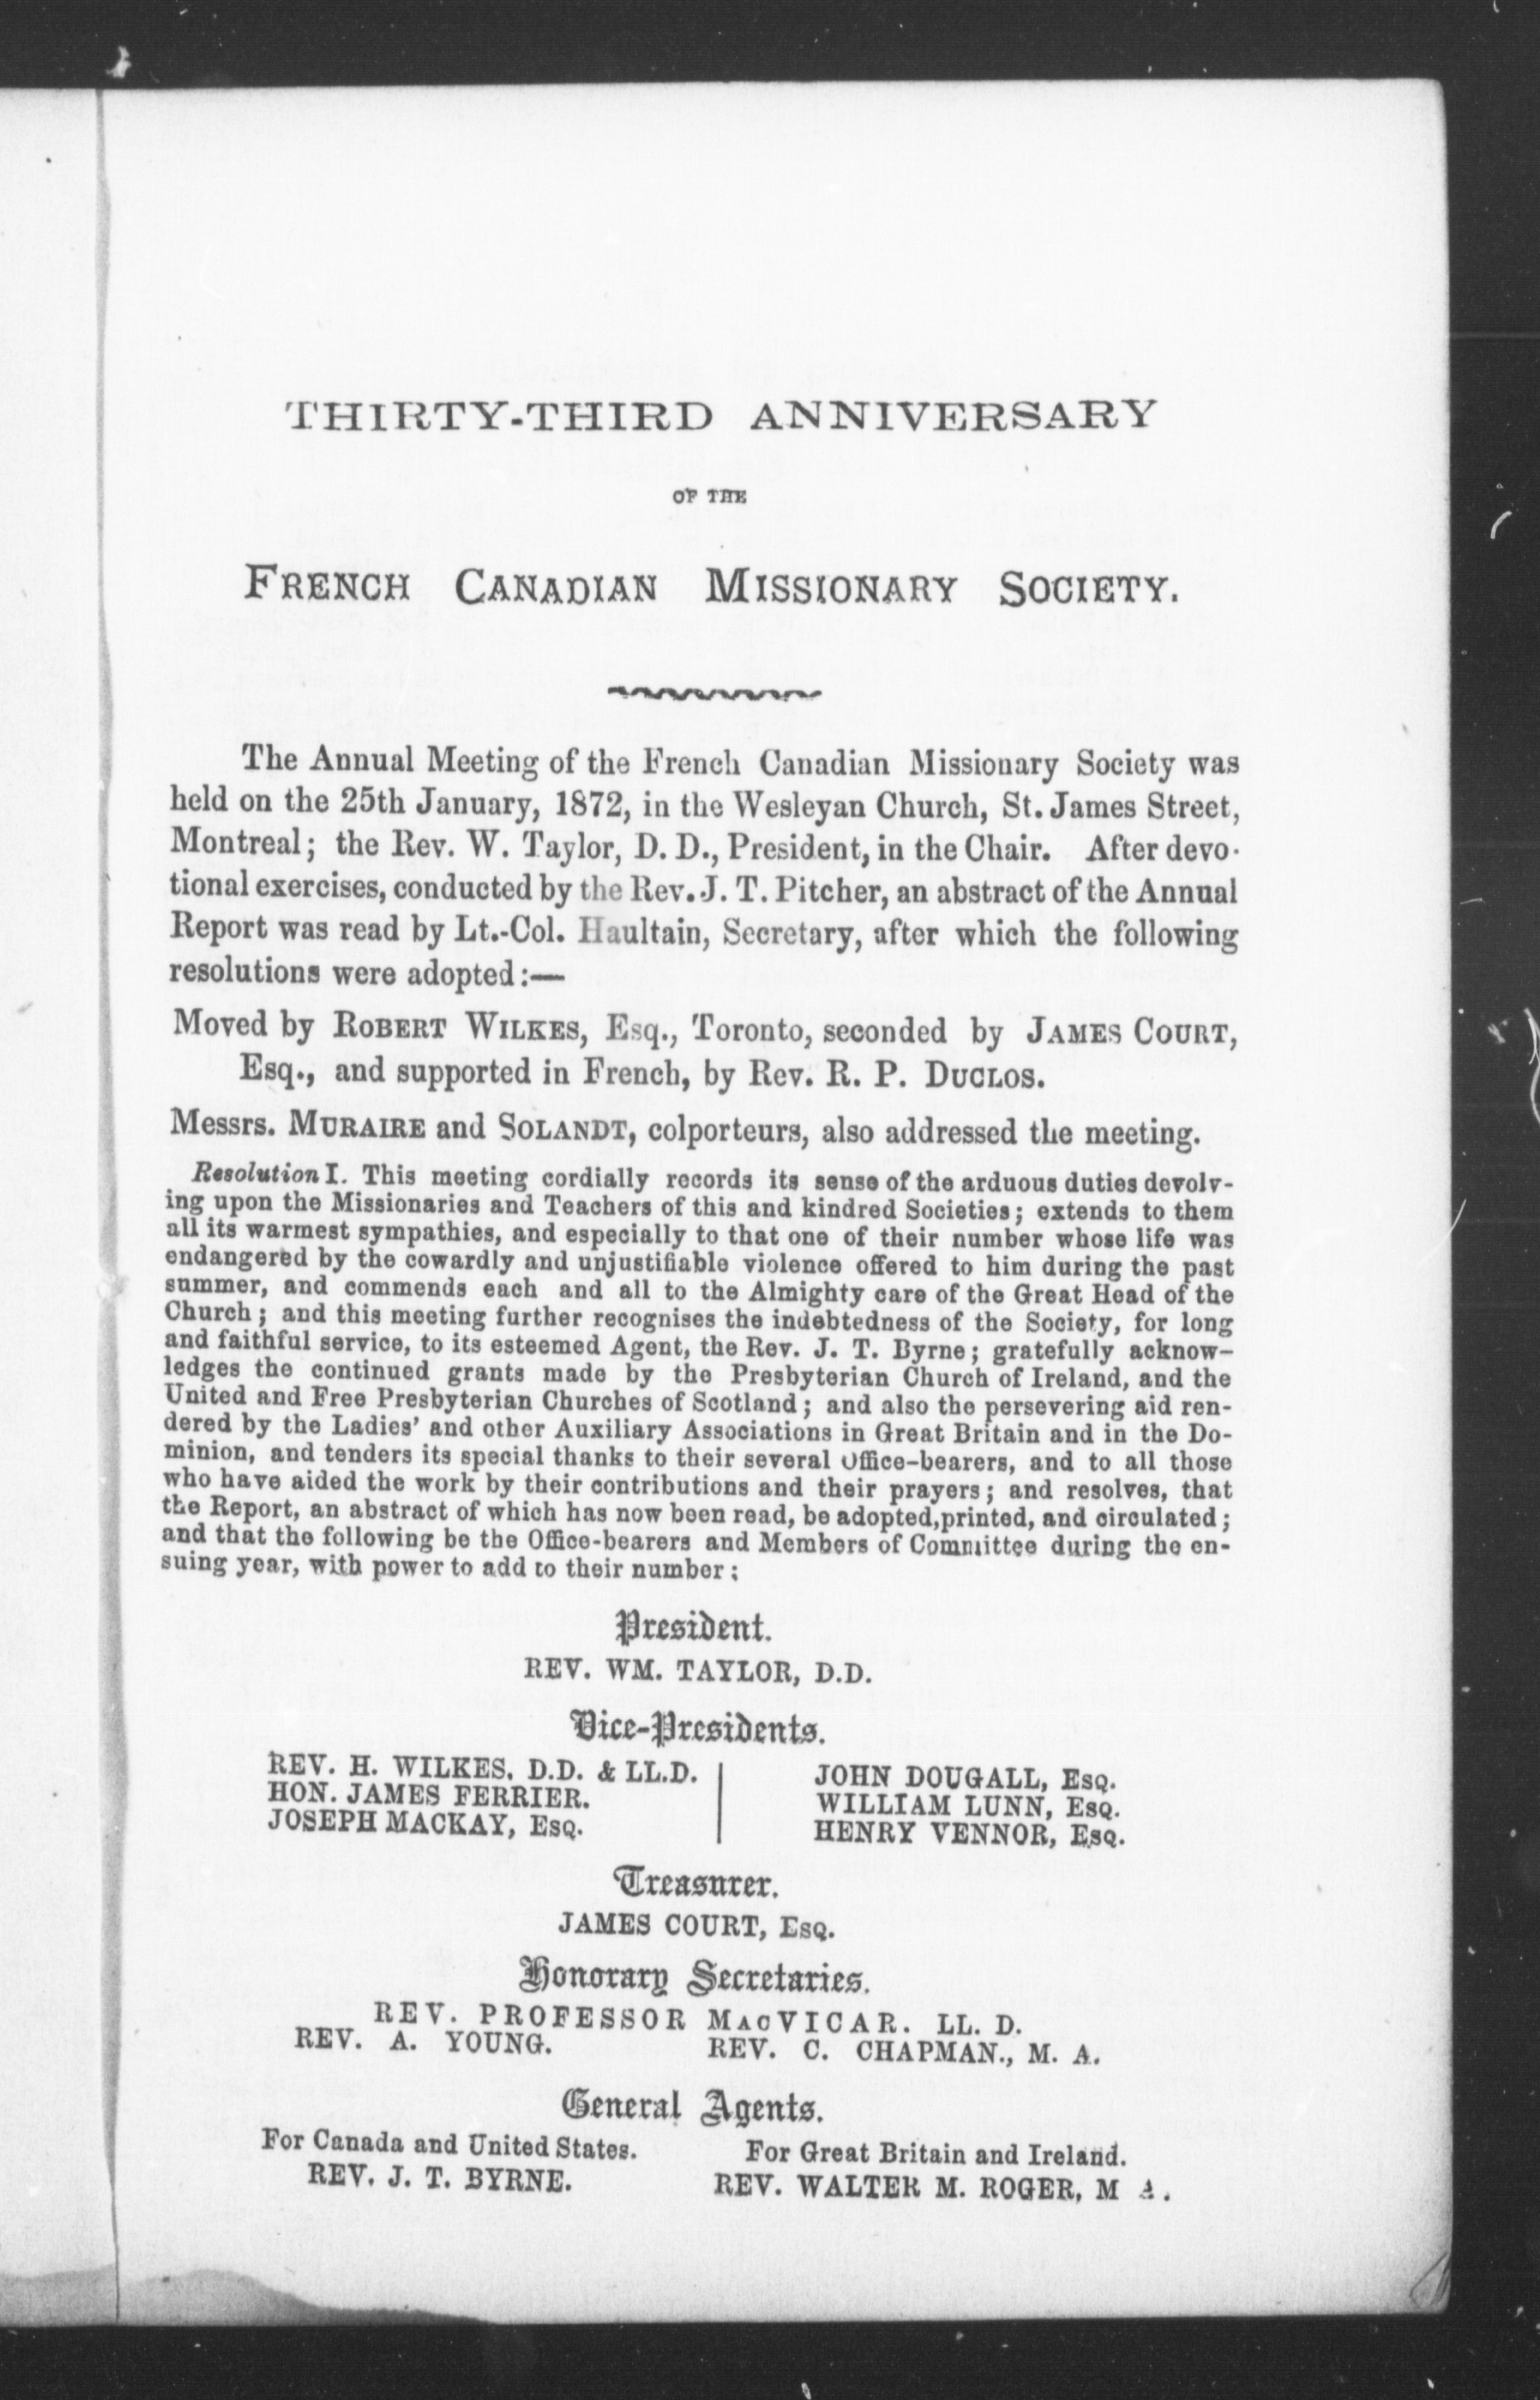 THIRTY-THIRD ANNIVERSARY
OF THE
FRENCH CANADIAN MISSIONARY SOCIETY.
The Annual Meeting of the French Canadian Missionary Society was
held on the 25th January, 1872, in the Wesleyan Church, St. James Street,
Montreal; the Rev. W. Taylor, D. D., President, in the Chair. After devo-
tional exercises, conducted by the Rev. J. T. Pitcher, an abstract of the Annual
Report was read by Lt.-Col. Haultain, Secretary, after which the following
resolutions were adopted:—
Moved by ROBERT WILKES, Esq., Toronto, seconded by JAMES COURT,
Esq., and supported in French, by Rev. R. P. DUCLOS.
Messrs. MURAIRE and SOLANDT, colporteurs, also addressed the meeting.
Resolution I. This meeting cordially records its sense of the arduous duties devolv-
ing upon the Missionaries and Teachers of this and kindred Societies; extends to them
all its warmest sympathies, and especially to that one of their number whose life was
endangered by the cowardly and unjustifiable violence offered to him during the past
summer, and commends each and all to the Almighty care of the Great Head of the
Church; and this meeting further recognises the indebtedness of the Society, for long
and faithful service, to its esteemed Agent, the Rev. J. T. Byrne; gratefully acknow-
ledges the continued grants made by the Presbyterian Church of Ireland, and the
United and Free Presbyterian Churches of Scotland; and also the persevering aid ren-
dered by the Ladies' and other Auxiliary Associations in Great Britain and in the Do-
minion, and tenders its special thanks to their several Office-bearers, and to all those
who have aided the work by their contributions and their prayers; and resolves, that
the Report, an abstract of which has now been read, be adopted,printed, and circulated;
and that the following be the Office-bearers and Members of Committee during the en-
suing year, with power to add to their number:
President.
REV. WM. TAYLOR, D.D.
Vice-Presidents.
REV. H. WILKES, D.D. & LL.D.
HON. JAMES FERRIER.
JOSEPH MACKAY, ESQ.
JOHN DOUGALL, ESQ.
WILLIAM LUNN, ESQ.
HENRY VENNOR, ESQ.
Treasurer.
JAMES COURT, ESQ.
Honorary Secretaries.
REV. PROFESSOR MACVICAR. LL. D.
REV. A. YOUNG. REV. C. CHAPMAN., M. A.
General Agents.
For Canada and United States. For Great Britain and Ireland.
REV. J. T. BYRNE. REV. WALTER M. ROGER, M A.